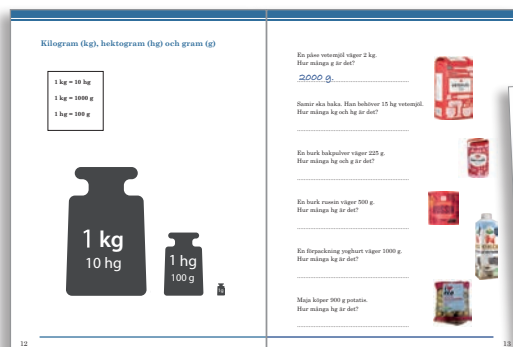 Kilogram (kg), hektogram (hg) och gram (g)
1 kg = 10 hg
1 kg = 1000 g
1 hg = 100 g
1 kg
10 hg
1 hg
100 g
12
En påse vetemjöl väger 2 kg.
Hur många g är det?
2000 g.
Samir ska baka. Han behöver 15 hg vetemjöl.
Hur många kg och hg är det?
En burk bakpulver väger 225 g.
Hur många hg och g är det?
En burk russin väger 500 g.
Hur många hg är det?
En förpackning yoghurt väger 1000 g.
Hur många kg är det?
Maja köper 900 g potatis.
Hur många hg är det?
13